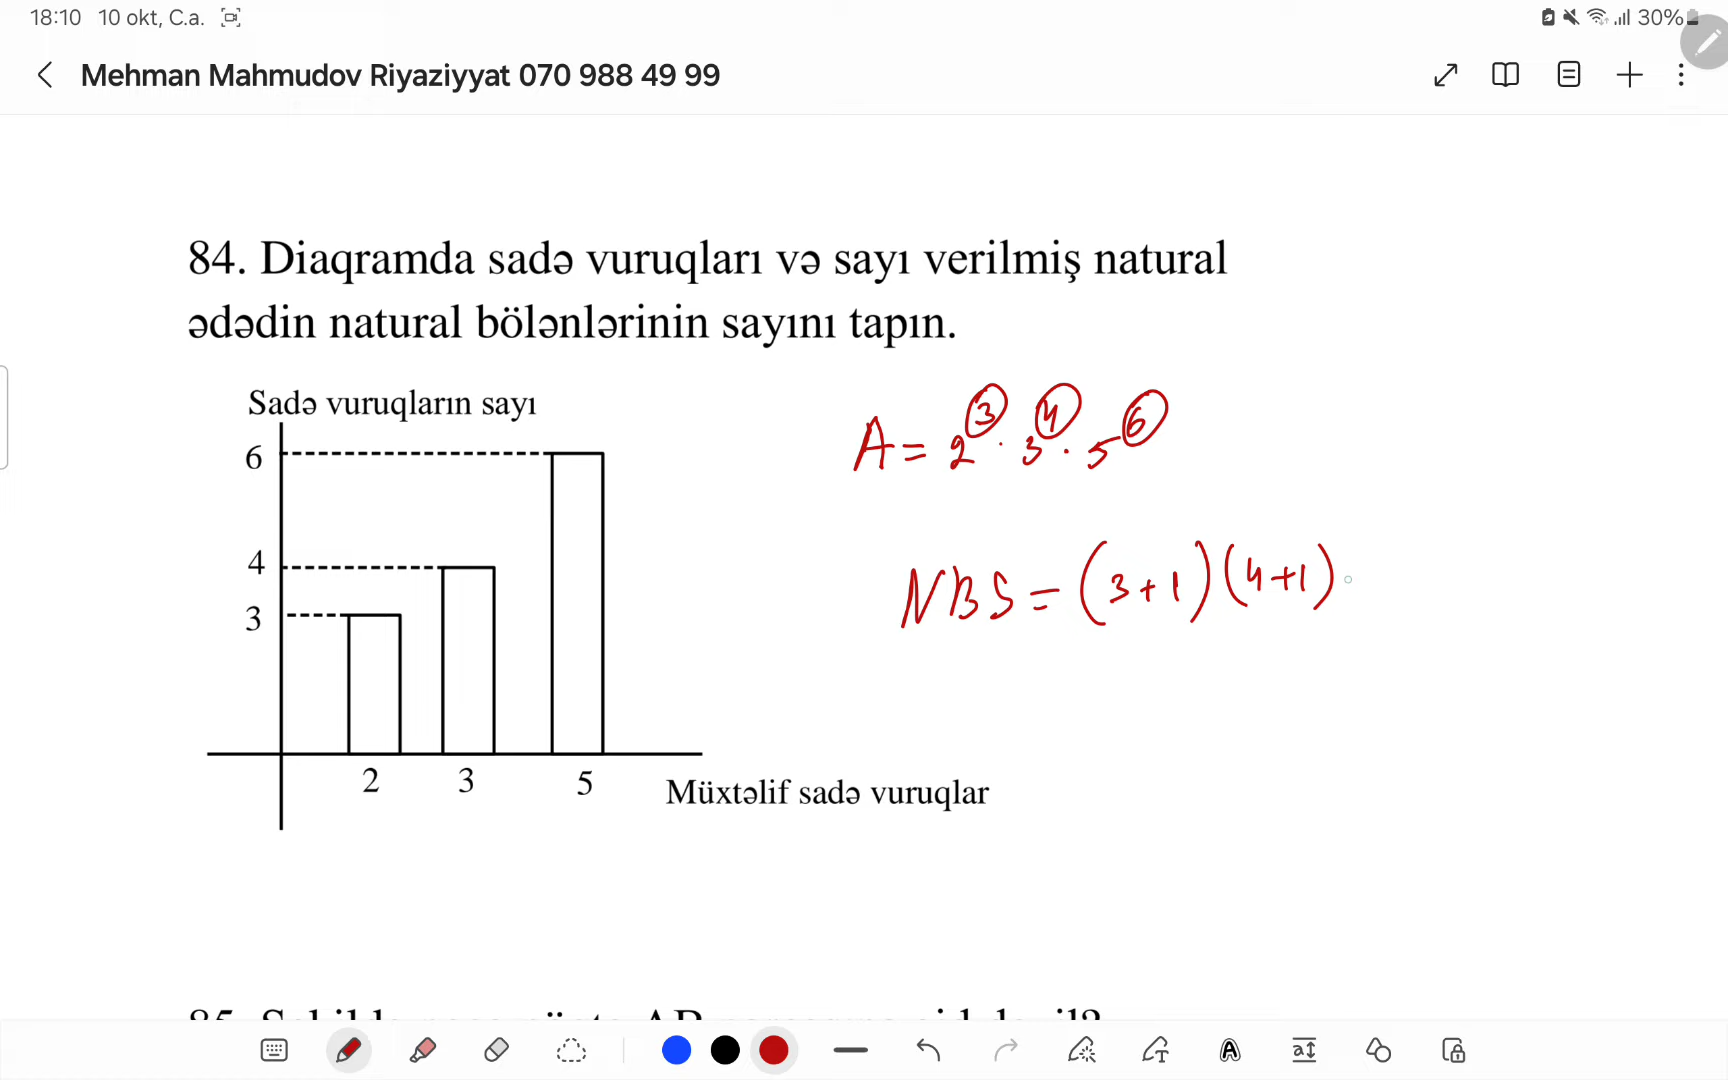 18:10 10 okt, C.a. 30%
Mehman Mahmudov Riyaziyyat 070 988 49 99
84. Diaqramda sadə vuruqları və sayı verilmiş natural
ədədin natural bölənlərinin sayını tapın.
Sadə vuruqların sayı
6
4
3
2 3 5
Müxtəlif sadə vuruqlar
A = 2³ · 3⁴ · 5⁶
NBS = (3+1)(4+1)